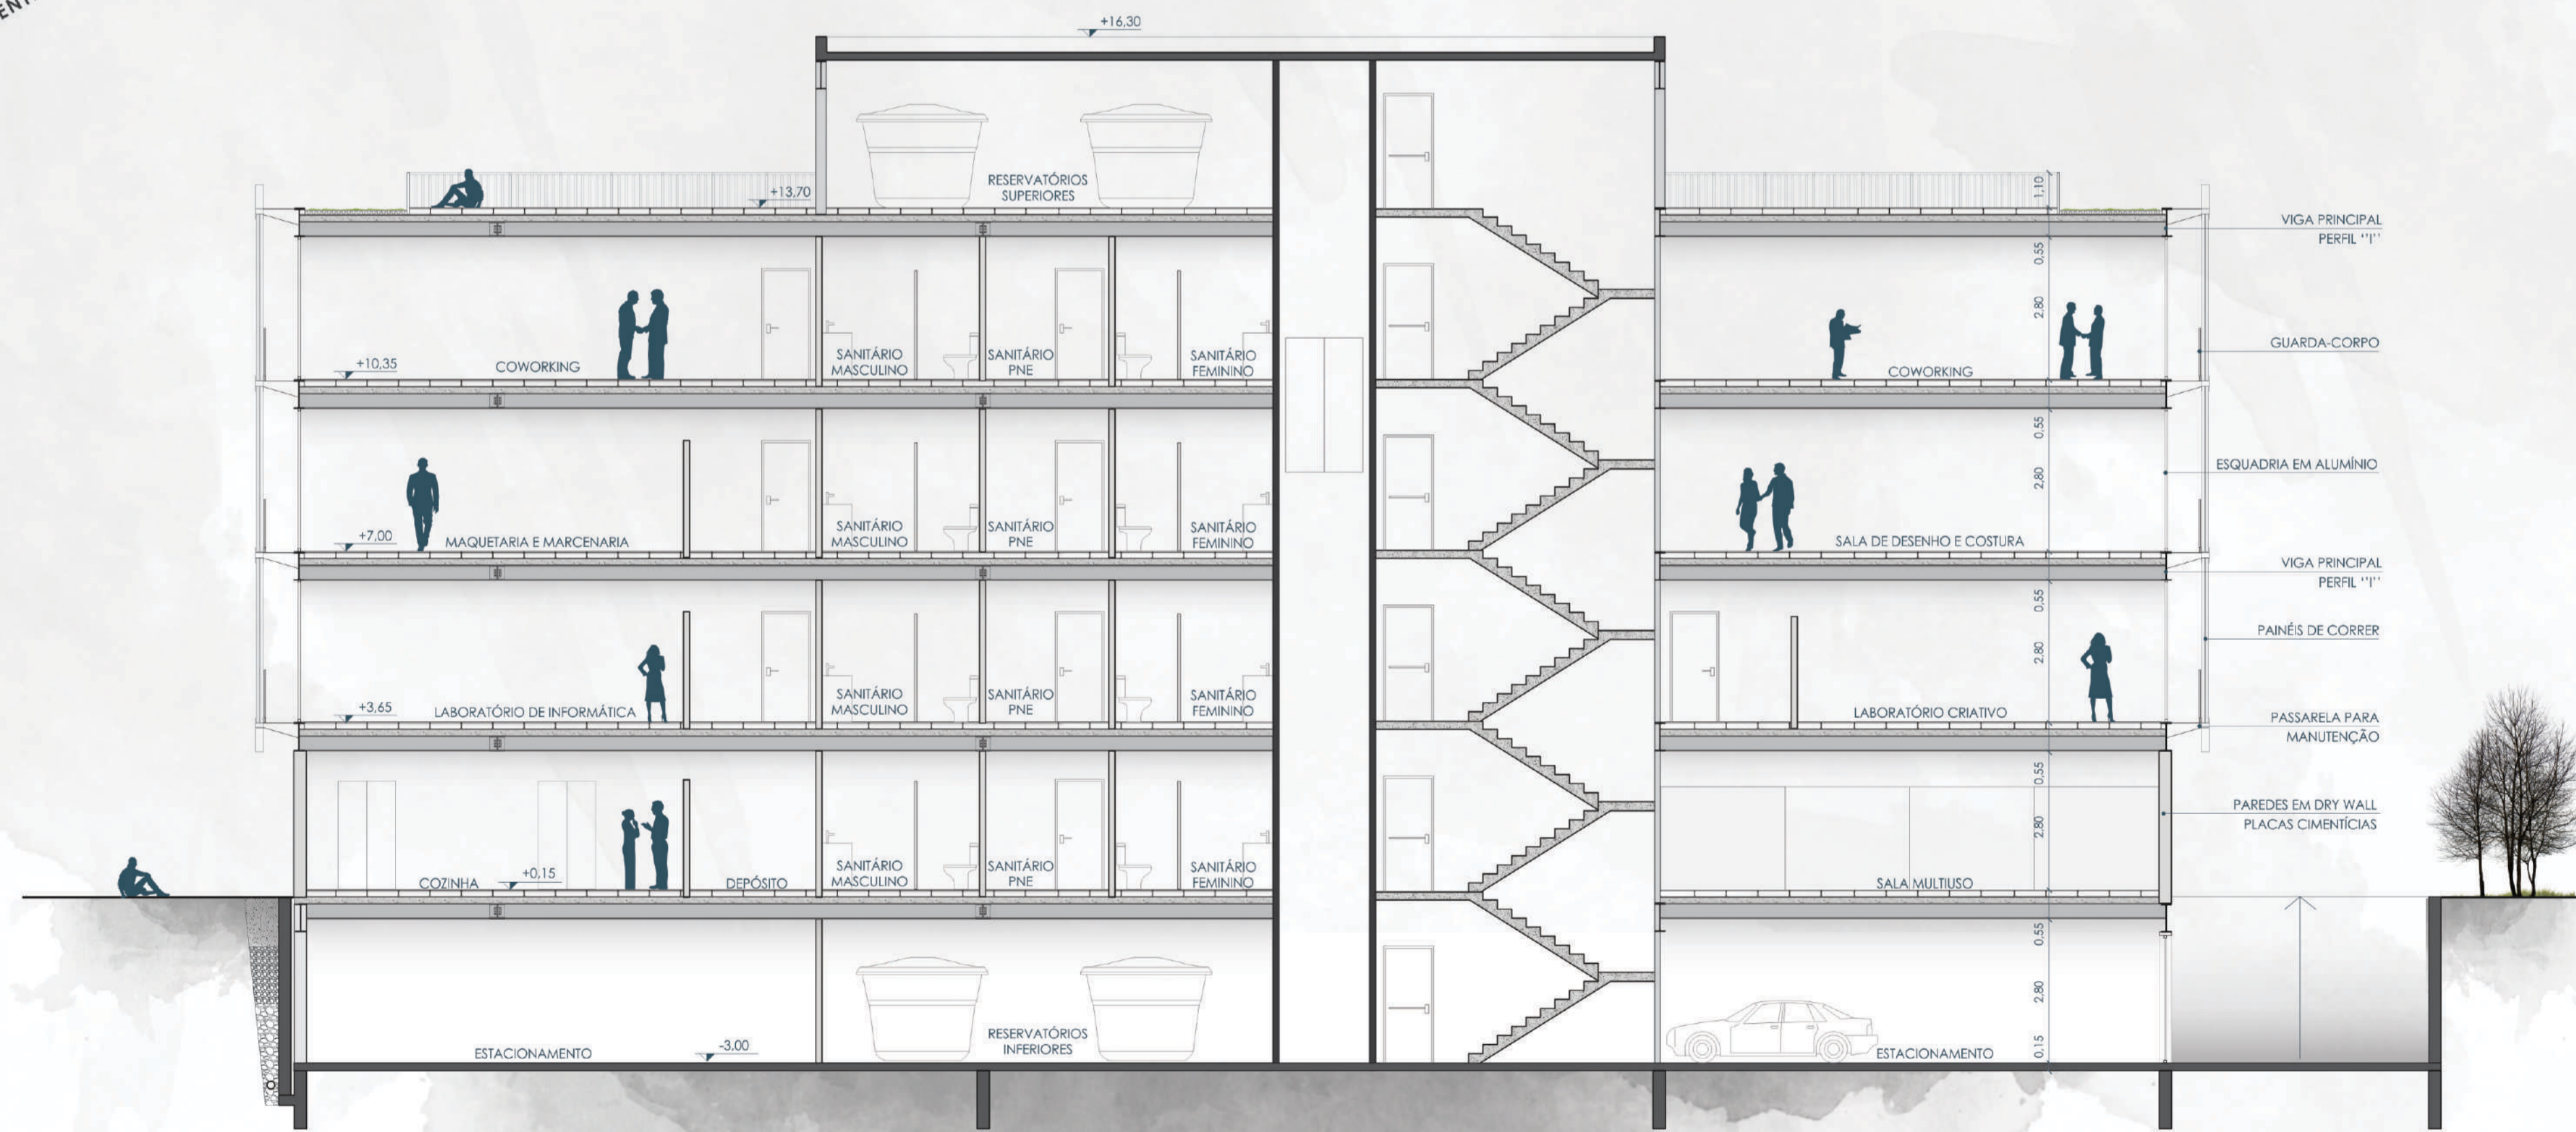 +16,30
RESERVATÓRIOS
SUPERIORES
+13,70
1,10
VIGA PRINCIPAL
PERFIL ''I''
0,55
2,80
GUARDA-CORPO
+10,35
COWORKING
SANITÁRIO
MASCULINO
SANITÁRIO
PNE
SANITÁRIO
FEMININO
COWORKING
0,55
2,80
ESQUADRIA EM ALUMÍNIO
+7,00
MAQUETARIA E MARCENARIA
SANITÁRIO
MASCULINO
SANITÁRIO
PNE
SANITÁRIO
FEMININO
SALA DE DESENHO E COSTURA
VIGA PRINCIPAL
PERFIL ''I''
0,55
2,80
PAINÉIS DE CORRER
+3,65
LABORATÓRIO DE INFORMÁTICA
SANITÁRIO
MASCULINO
SANITÁRIO
PNE
SANITÁRIO
FEMININO
LABORATÓRIO CRIATIVO
PASSARELA PARA
MANUTENÇÃO
0,55
2,80
PAREDES EM DRY WALL
PLACAS CIMENTÍCIAS
COZINHA
+0,15
DEPÓSITO
SANITÁRIO
MASCULINO
SANITÁRIO
PNE
SANITÁRIO
FEMININO
SALA MULTIUSO
0,55
2,80
0,15
ESTACIONAMENTO
-3,00
RESERVATÓRIOS
INFERIORES
ESTACIONAMENTO